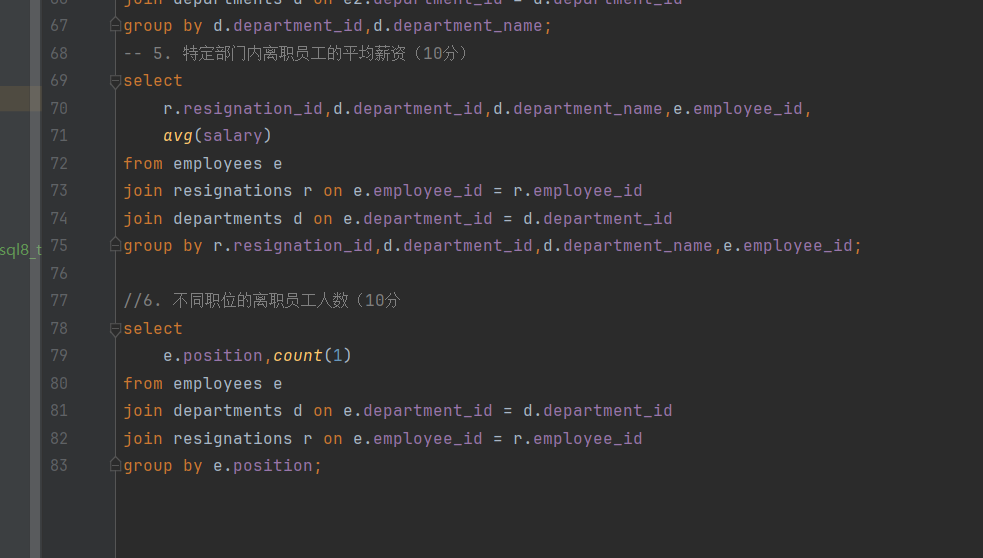 66 join departments d on e2.department_id = d.department_id
67 group by d.department_id,d.department_name;
68 -- 5. 特定部门内离职员工的平均薪资（10分）
69 select
70 r.resignation_id,d.department_id,d.department_name,e.employee_id,
71 avg(salary)
72 from employees e
73 join resignations r on e.employee_id = r.employee_id
74 join departments d on e.department_id = d.department_id
sql8_t
75 group by r.resignation_id,d.department_id,d.department_name,e.employee_id;
76
77 //6. 不同职位的离职员工人数（10分
78 select
79 e.position,count(1)
80 from employees e
81 join departments d on e.department_id = d.department_id
82 join resignations r on e.employee_id = r.employee_id
83 group by e.position;